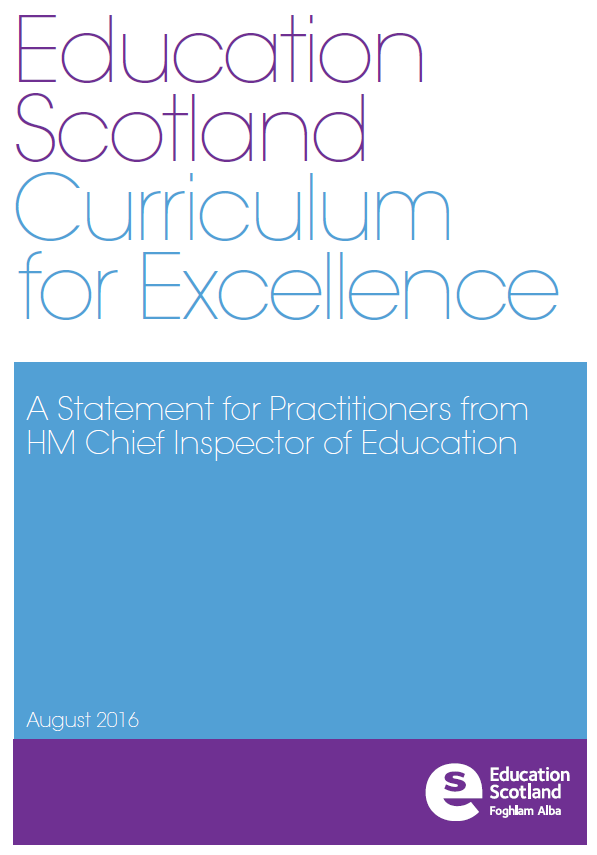 Education
Scotland
Curriculum
for Excellence
A Statement for Practitioners from
HM Chief Inspector of Education
August 2016
Education
Scotland
Foghlam Alba